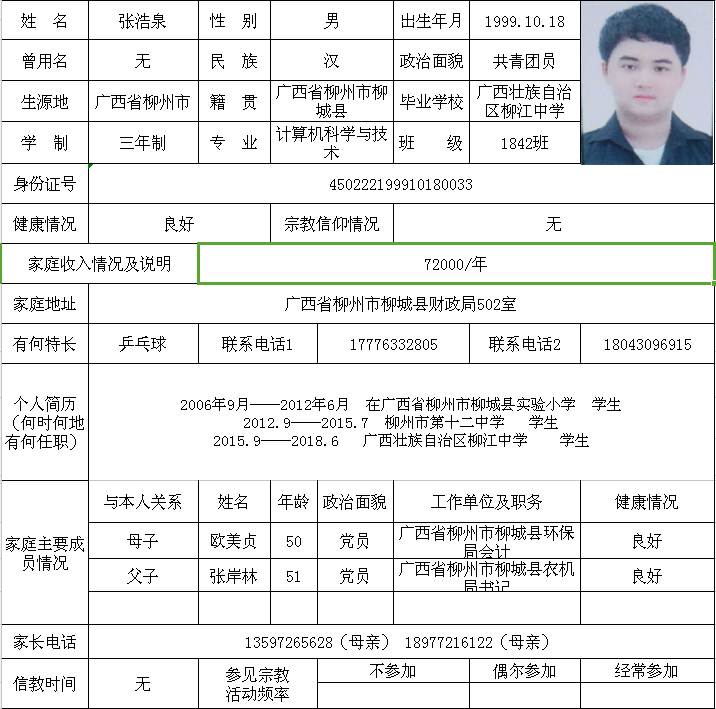 姓 名 张浩泉 性 别 男 出生年月 1999.10.18
曾用名 无 民 族 汉 政治面貌 共青团员
生源地 广西省柳州市 籍 贯 广西省柳州市柳城县 毕业学校 广西壮族自治区柳江中学
学 制 三年制 专 业 计算机科学与技术 班 级 1842班
身份证号 450222199910180033
健康情况 良好 宗教信仰情况 无
家庭收入情况及说明 72000/年
家庭地址 广西省柳州市柳城县财政局502室
有何特长 乒乓球 联系电话1 17776332805 联系电话2 18043096915
个人简历
（何时何地
有何任职）
2006年9月——2012年6月 在广西省柳州市柳城县实验小学 学生
2012.9——2015.7 柳州市第十二中学 学生
2015.9——2018.6 广西壮族自治区柳江中学 学生
家庭主要成
员情况
与本人关系 姓名 年龄 政治面貌 工作单位及职务 健康情况
母子 欧美贞 50 党员 广西省柳州市柳城县环保局会计 良好
父子 张岸林 51 党员 广西省柳州市柳城县农机局书记 良好
家长电话 13597265628（母亲） 18977216122（母亲）
信教时间 无 参见宗教活动频率 不参加 偶尔参加 经常参加